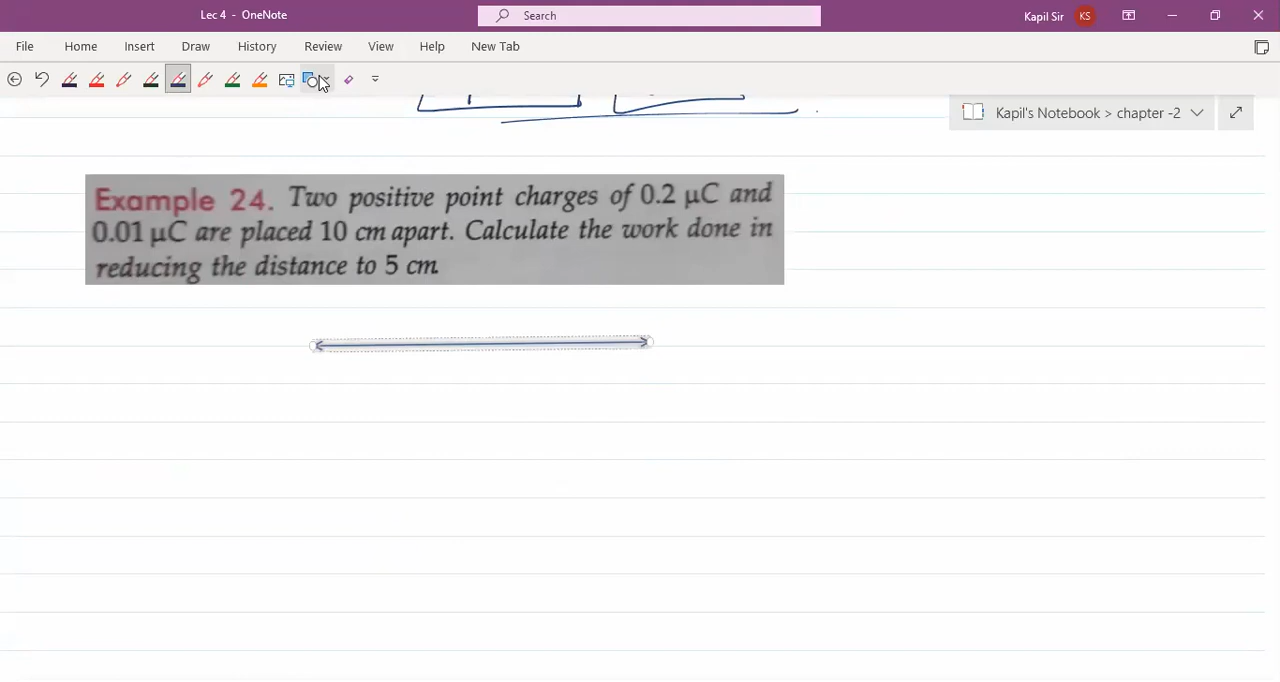 Lec 4 - OneNote
Search
Kapil Sir
KS
File Home Insert Draw History Review View Help New Tab
Kapil's Notebook > chapter -2
Example 24. Two positive point charges of 0.2 μC and
0.01 μC are placed 10 cm apart. Calculate the work done in
reducing the distance to 5 cm.